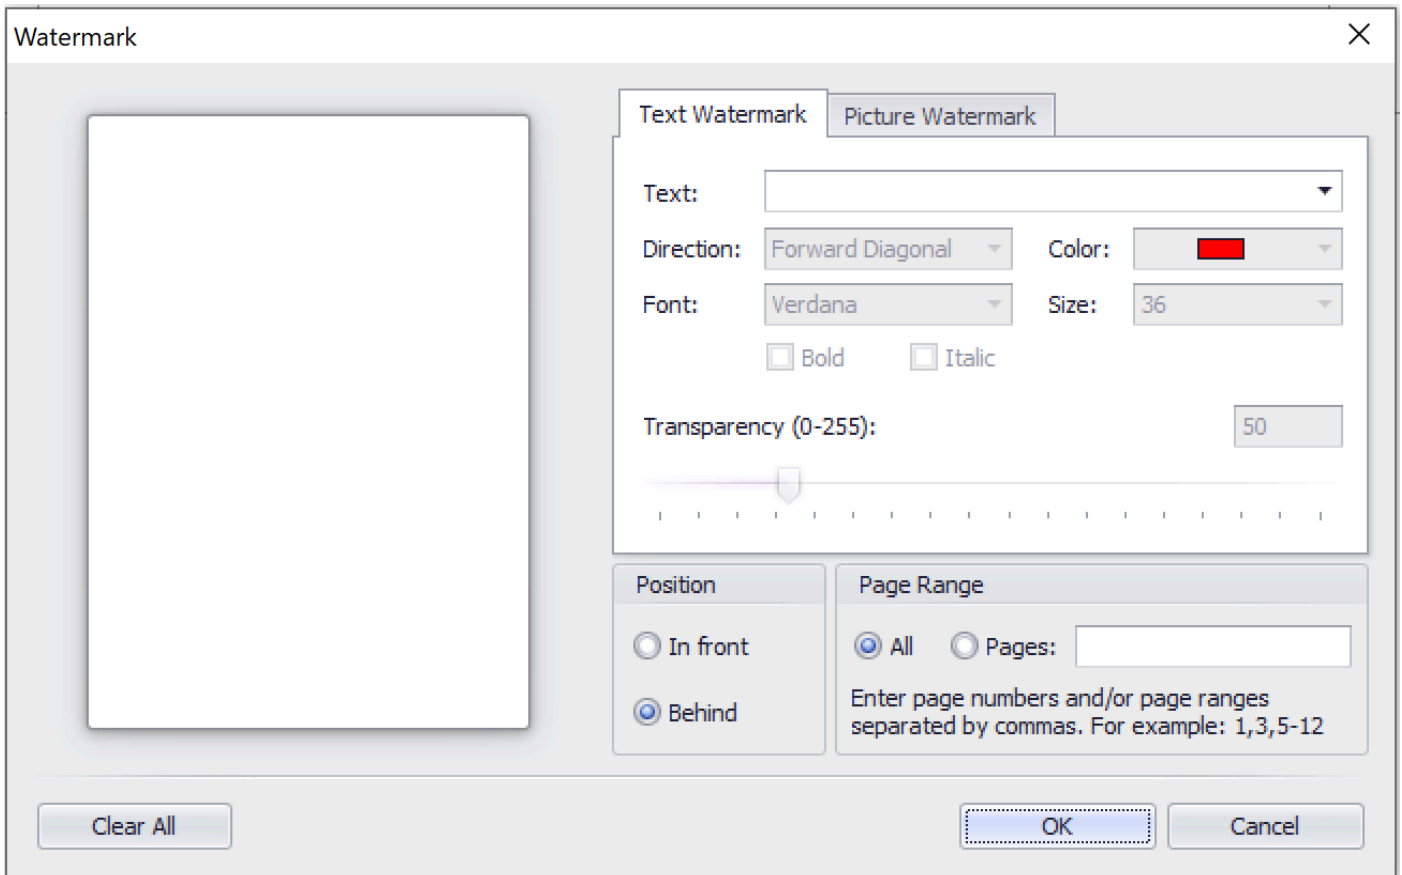 Watermark
Text Watermark
Picture Watermark
Text:
Direction: Forward Diagonal Color:
Font: Verdana Size: 36
Bold Italic
Transparency (0-255): 50
Position
In front
Behind
Page Range
All Pages:
Enter page numbers and/or page ranges
separated by commas. For example: 1,3,5-12
Clear All
OK
Cancel